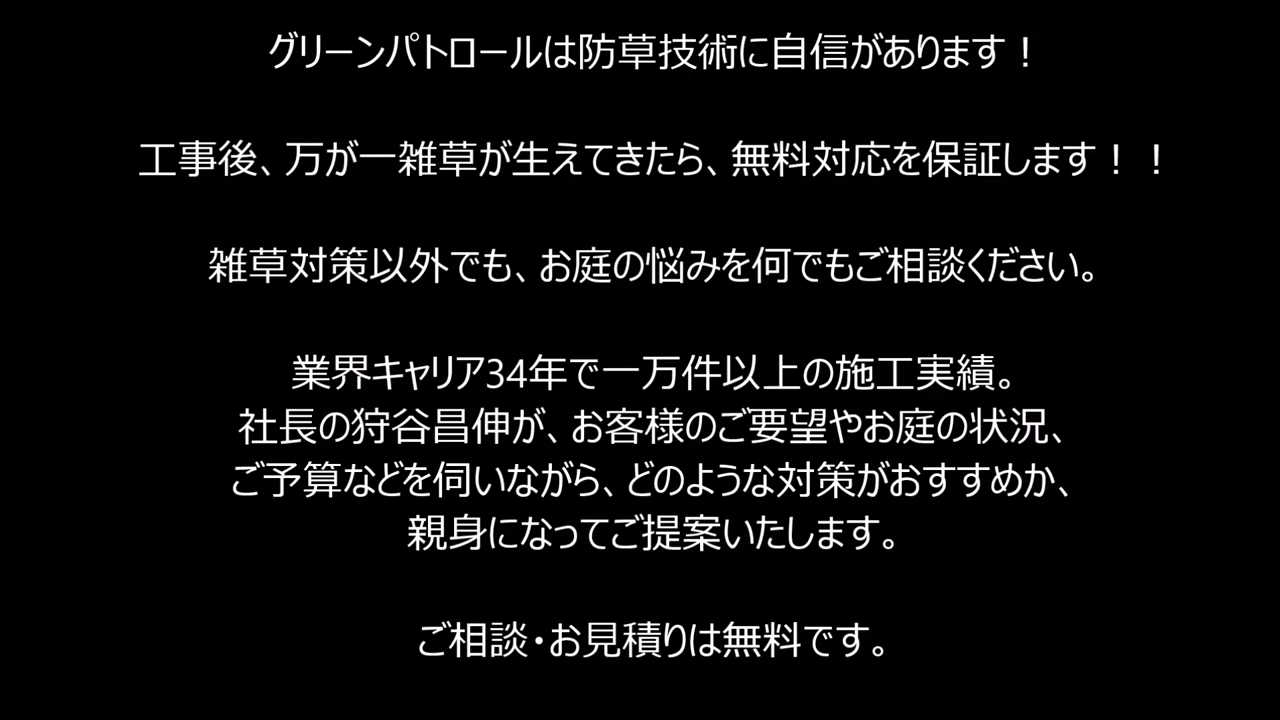 グリーンパトロールは防草技術に自信があります！
工事後、万が一雑草が生えてきたら、無料対応を保証します！！
雑草対策以外でも、お庭の悩みを何でもご相談ください。
業界キャリア34年で一万件以上の施工実績。
社長の狩谷昌伸が、お客様のご要望やお庭の状況、
ご予算などを伺いながら、どのような対策がおすすめか、
親身になってご提案いたします。
ご相談・お見積りは無料です。